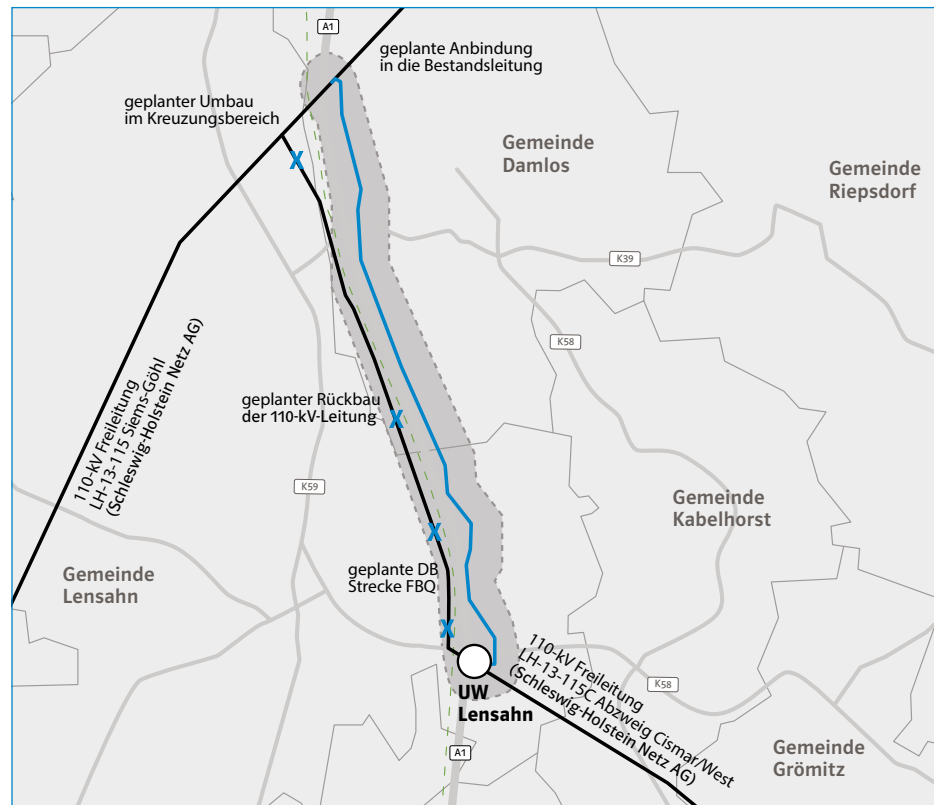 A1
geplante Anbindung
in die Bestandsleitung
geplanter Umbau
im Kreuzungsbereich
Gemeinde
Damlos
Gemeinde
Riepsdorf
K39
K58
110-kV Freileitung
LH-13-115 Siems-Göhl
(Schleswig-Holstein Netz AG)
geplanter Rückbau
der 110-kV-Leitung
X
X
X
X
K59
Gemeinde
Kabelhorst
Gemeinde
Lensahn
geplante DB
Strecke FBQ
110-kV Freileitung
LH-13-115C Abzweig Cismar/West
(Schleswig-Holstein Netz AG)
K58
UW
Lensahn
A1
Gemeinde
Grömitz